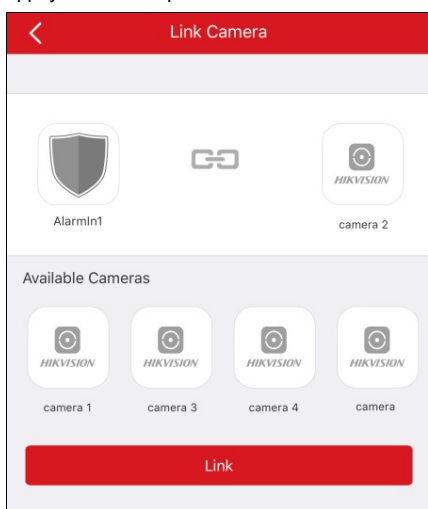 Link Camera
HIKVISION
AlarmIn1
camera 2
Available Cameras
HIKVISION HIKVISION HIKVISION HIKVISION
camera 1 camera 3 camera 4 camera
Link